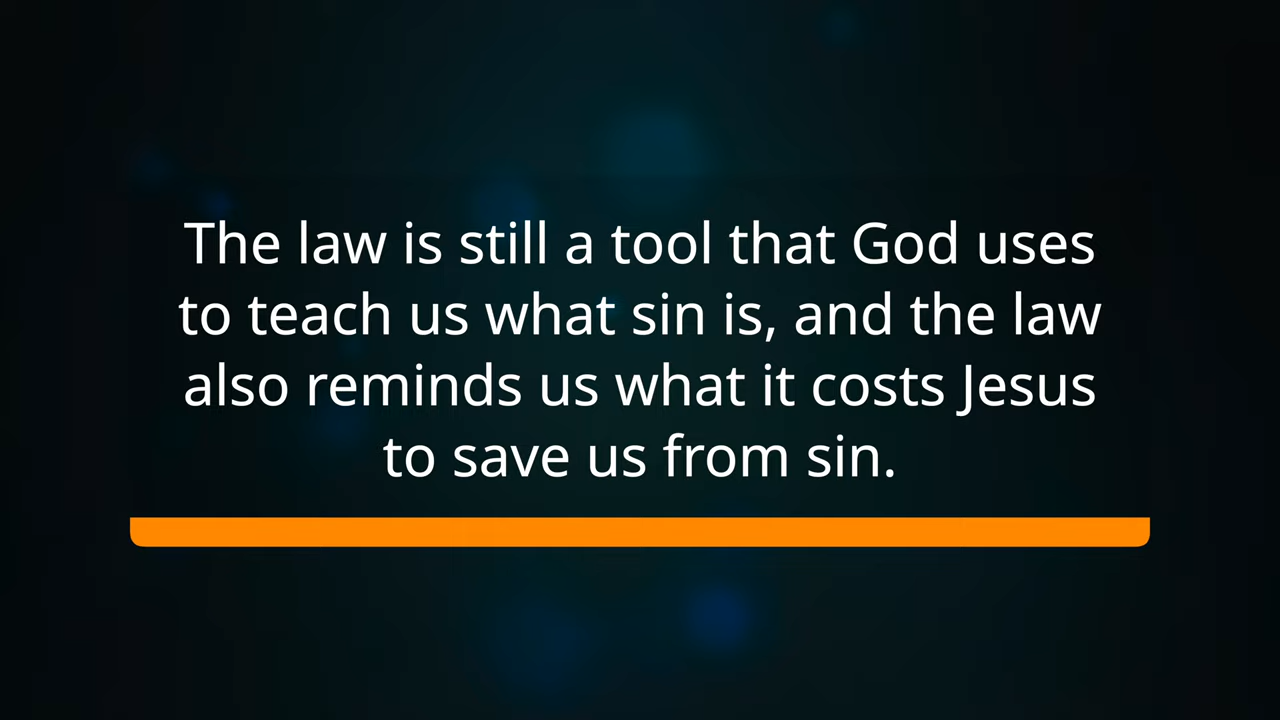 The law is still a tool that God uses
to teach us what sin is, and the law
also reminds us what it costs Jesus
to save us from sin.